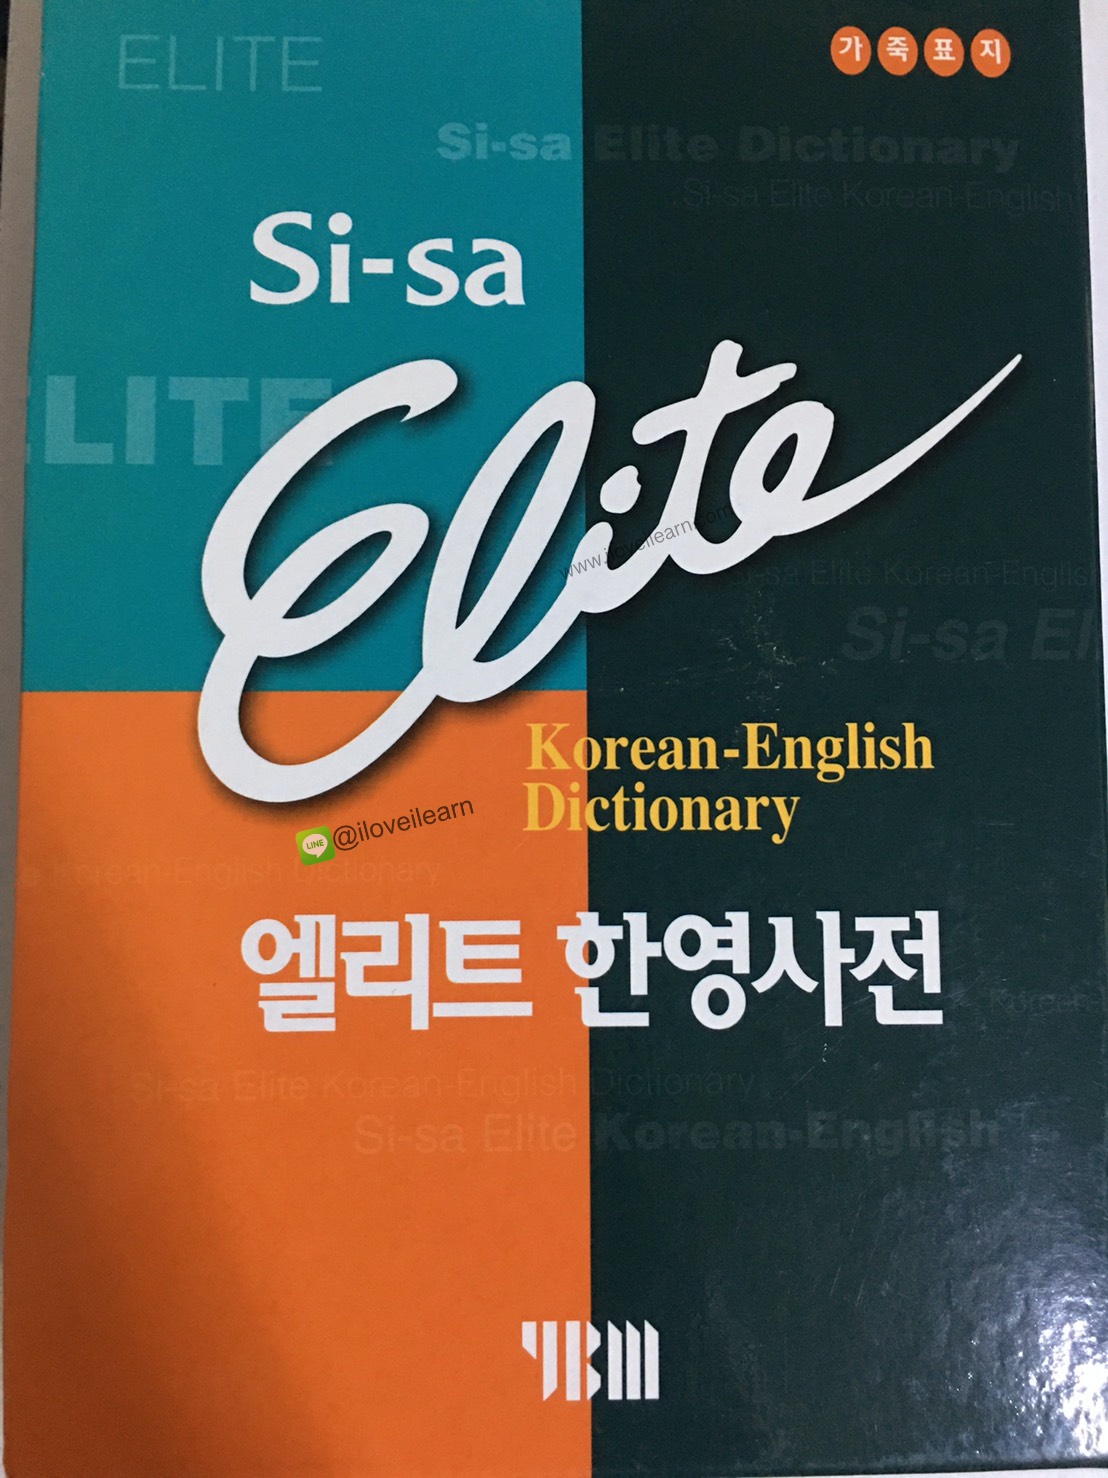 ELITE
가죽표지
Si-sa Elite Dictionary
Si-sa Elite Korean-English
Si-sa
ELITE
Elite
www.iloveilearn.com
Si-sa Elite Korean-English
Si-sa El
Korean-English
Dictionary
@iloveilearn
LINE
Korean-English Dictionary
엘리트 한영사전
Korean-
Si-sa Elite Korean-English Dictionary
Si-sa Elite Korean-English
YBM